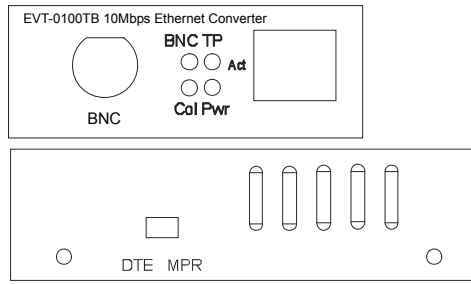 EVT-0100TB 10Mbps Ethernet Converter
BNC TP
Act
Col Pwr
BNC
DTE MPR